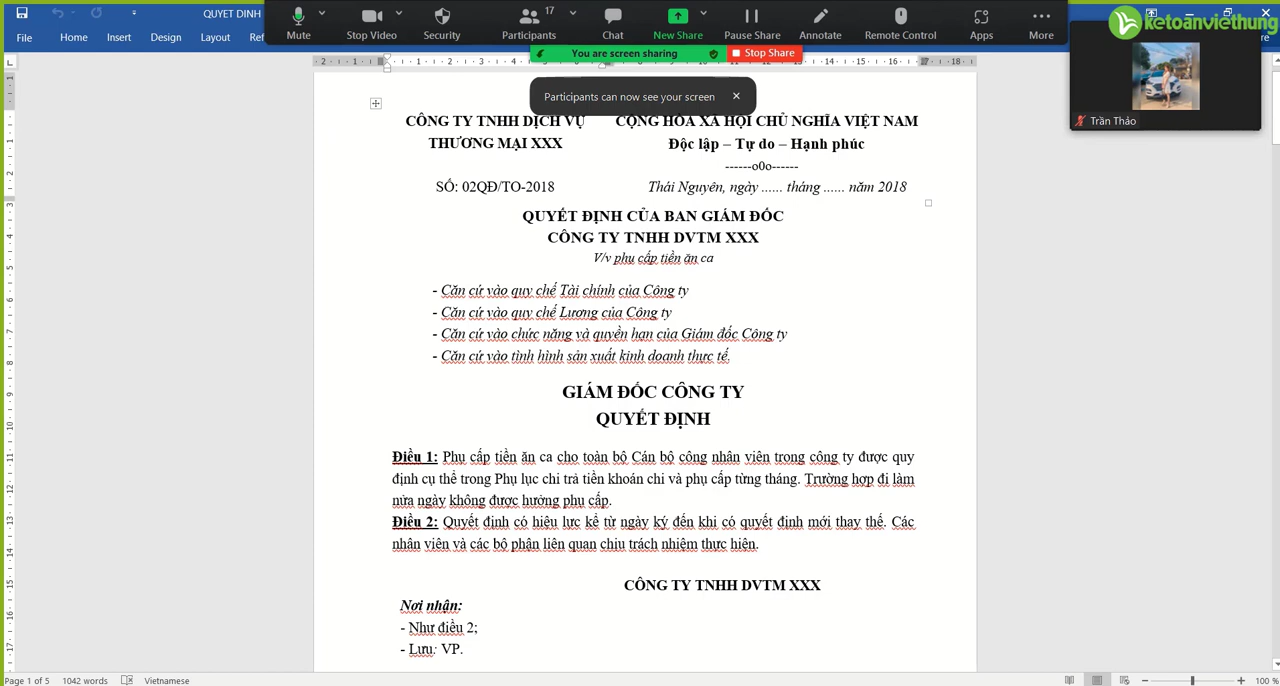 QUYET DINH
File
Home
Insert
Design
Layout
Ref
Mute
Stop Video
Security
17
Participants
Chat
New Share
Pause Share
Annotate
Remote Control
Apps
More
You are screen sharing
Stop Share
Participants can now see your screen
ketoanviethung
Trần Thảo
CÔNG TY TNHH DỊCH VỤ
THƯƠNG MẠI XXX
CỘNG HÒA XÃ HỘI CHỦ NGHĨA VIỆT NAM
Độc lập – Tự do – Hạnh phúc
------o0o------
SỐ: 02QĐ/TO-2018
Thái Nguyên, ngày ...... tháng ...... năm 2018
QUYẾT ĐỊNH CỦA BAN GIÁM ĐỐC
CÔNG TY TNHH DVTM XXX
V/v phụ cấp tiền ăn ca
- Căn cứ vào quy chế Tài chính của Công ty
- Căn cứ vào quy chế Lương của Công ty
- Căn cứ vào chức năng và quyền hạn của Giám đốc Công ty
- Căn cứ vào tình hình sản xuất kinh doanh thực tế.
GIÁM ĐỐC CÔNG TY
QUYẾT ĐỊNH
Điều 1: Phụ cấp tiền ăn ca cho toàn bộ Cán bộ công nhân viên trong công ty được quy
định cụ thể trong Phụ lục chi trả tiền khoán chi và phụ cấp từng tháng. Trường hợp đi làm
nửa ngày không được hưởng phụ cấp.
Điều 2: Quyết định có hiệu lực kể từ ngày ký đến khi có quyết định mới thay thế. Các
nhân viên và các bộ phận liên quan chịu trách nhiệm thực hiện.
CÔNG TY TNHH DVTM XXX
Nơi nhận:
- Như điều 2;
- Lưu: VP.
Page 1 of 5
1042 words
Vietnamese
100 %